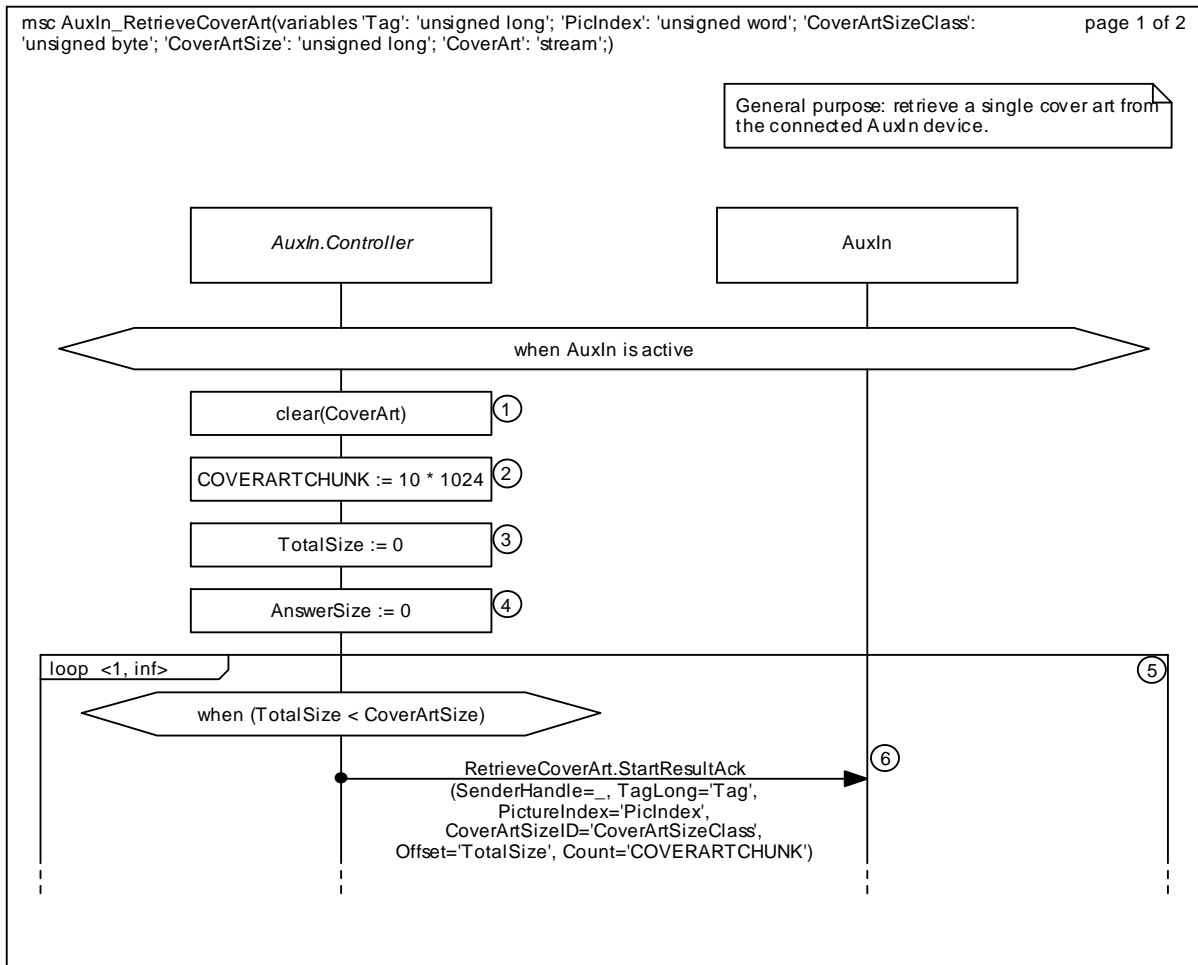 msc AuxIn_RetrieveCoverArt(variables 'Tag': 'unsigned long'; 'PicIndex': 'unsigned word'; 'CoverArtSizeClass':
'unsigned byte'; 'CoverArtSize': 'unsigned long'; 'CoverArt': 'stream';)
page 1 of 2
General purpose: retrieve a single cover art from
the connected AuxIn device.
AuxIn.Controller
AuxIn
when AuxIn is active
clear(CoverArt)
1
COVERARTCHUNK := 10 * 1024
2
TotalSize := 0
3
AnswerSize := 0
4
loop <1, inf>
5
when (TotalSize < CoverArtSize)
6
RetrieveCoverArt.StartResultAck
(SenderHandle=_, TagLong='Tag',
PictureIndex='PicIndex',
CoverArtSizeID='CoverArtSizeClass',
Offset='TotalSize', Count='COVERARTCHUNK')